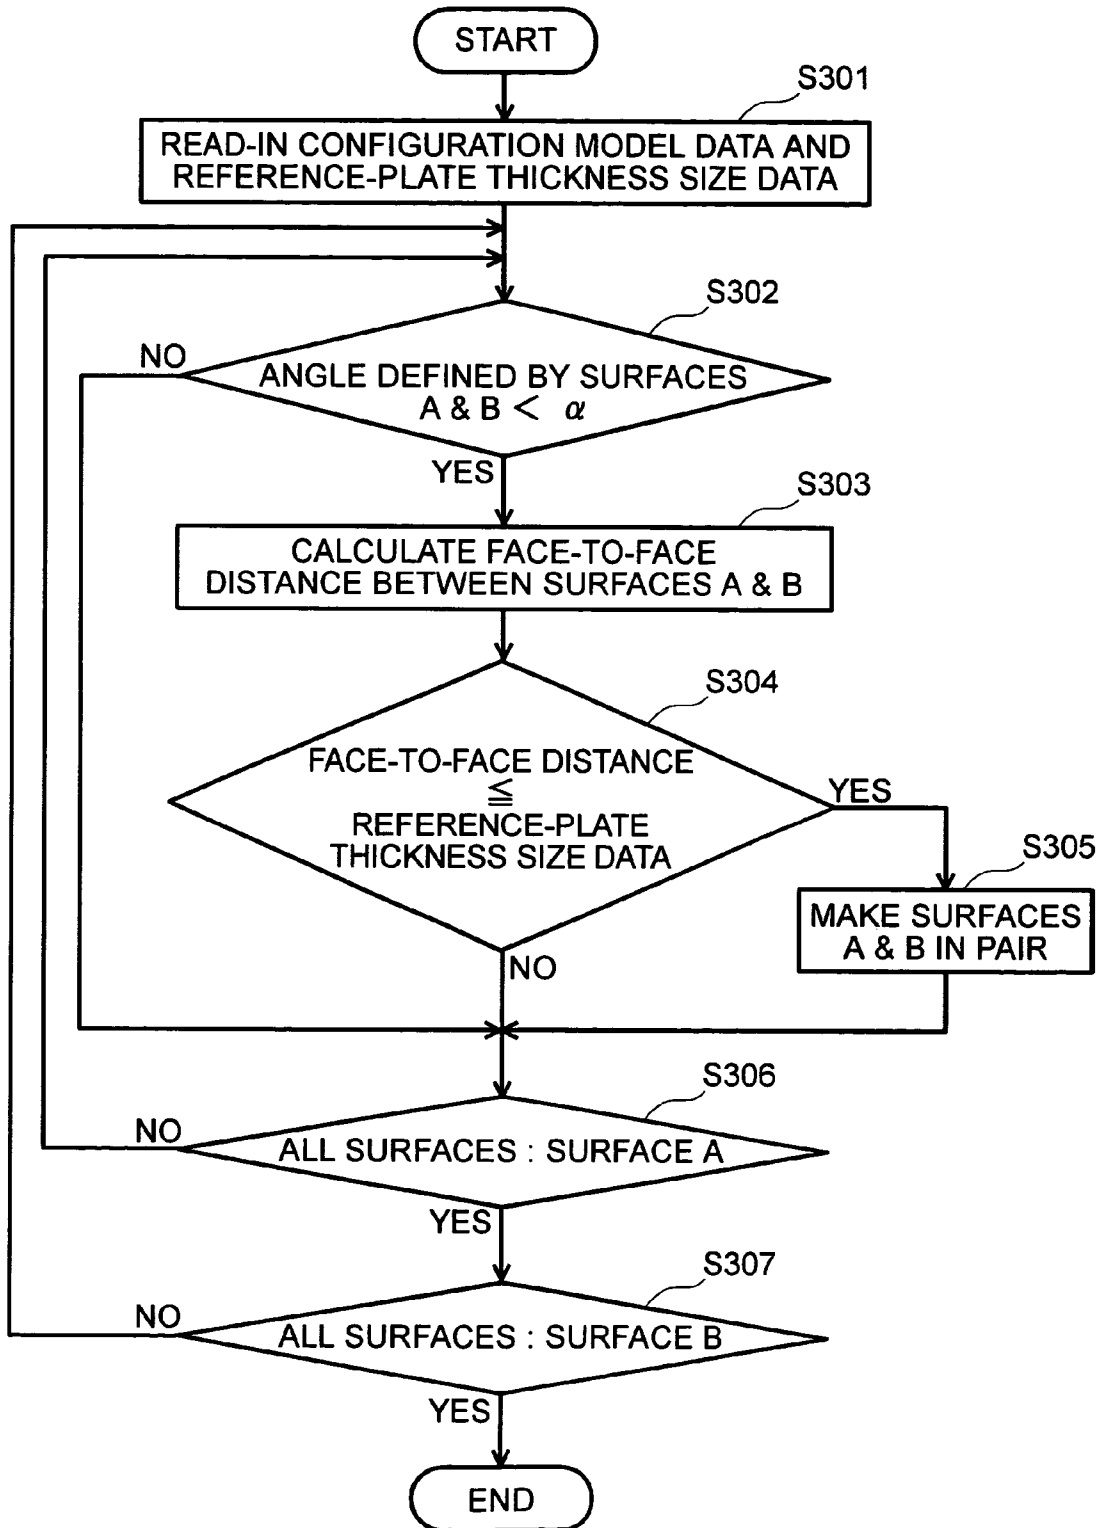 START
S301
READ-IN CONFIGURATION MODEL DATA AND
REFERENCE-PLATE THICKNESS SIZE DATA
S302
NO
ANGLE DEFINED BY SURFACES
A & B < α
YES
S303
CALCULATE FACE-TO-FACE
DISTANCE BETWEEN SURFACES A & B
S304
FACE-TO-FACE DISTANCE
≦
REFERENCE-PLATE
THICKNESS SIZE DATA
YES
S305
MAKE SURFACES
A & B IN PAIR
NO
S306
NO
ALL SURFACES : SURFACE A
YES
S307
NO
ALL SURFACES : SURFACE B
YES
END